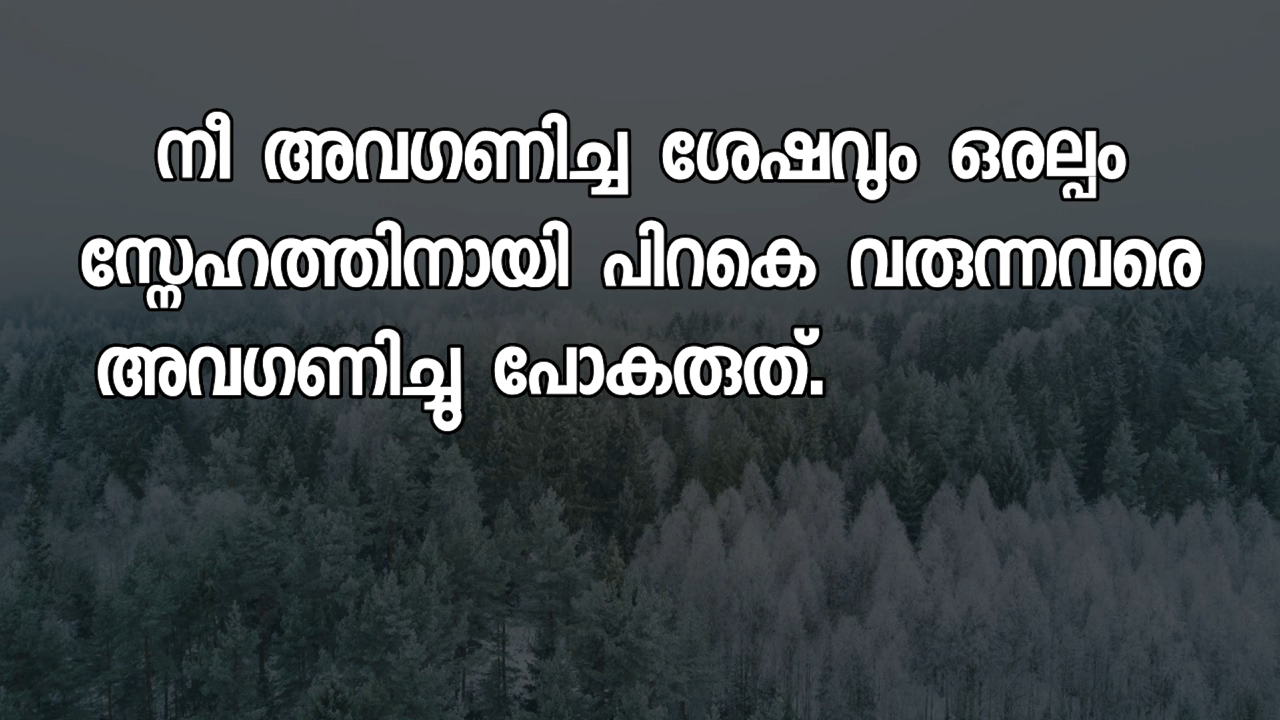 നീ അവഗണിച്ച ശേഷവും ഒരല്പം
സ്നേഹത്തിനായി പിറകെ വരുന്നവരെ
അവഗണിച്ചു പോകരുത്.